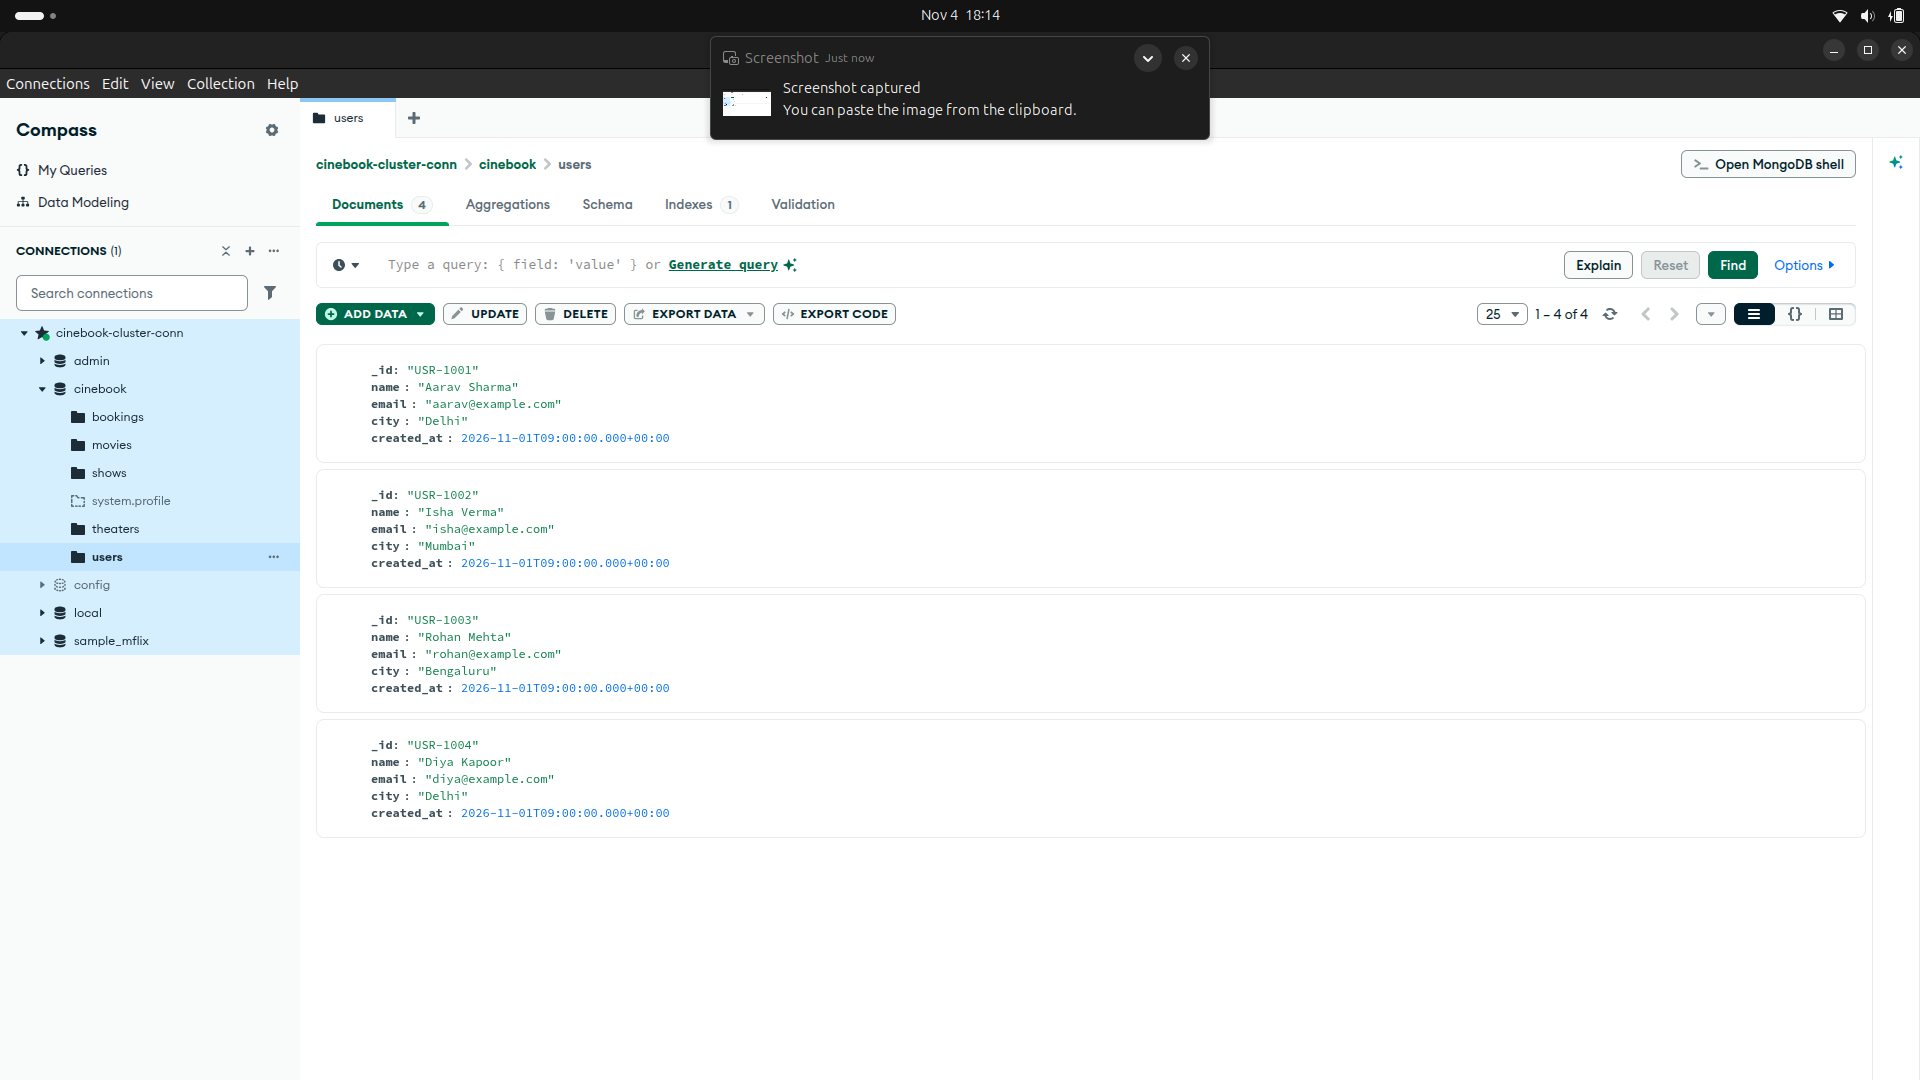 Nov 4 18:14
Screenshot Just now
Screenshot captured
You can paste the image from the clipboard.
Connections Edit View Collection Help
Compass
My Queries
Data Modeling
CONNECTIONS (1)
Search connections
cinebook-cluster-conn
admin
cinebook
bookings
movies
shows
system.profile
theaters
users
config
local
sample_mflix
users
cinebook-cluster-conn cinebook users
>_ Open MongoDB shell
Documents 4 Aggregations Schema Indexes 1 Validation
Type a query: { field: 'value' } or Generate query
Explain Reset Find Options
ADD DATA UPDATE DELETE EXPORT DATA EXPORT CODE
25 1 – 4 of 4
_id: "USR-1001"
name : "Aarav Sharma"
email : "aarav@example.com"
city : "Delhi"
created_at : 2026-11-01T09:00:00.000+00:00
_id: "USR-1002"
name : "Isha Verma"
email : "isha@example.com"
city : "Mumbai"
created_at : 2026-11-01T09:00:00.000+00:00
_id: "USR-1003"
name : "Rohan Mehta"
email : "rohan@example.com"
city : "Bengaluru"
created_at : 2026-11-01T09:00:00.000+00:00
_id: "USR-1004"
name : "Diya Kapoor"
email : "diya@example.com"
city : "Delhi"
created_at : 2026-11-01T09:00:00.000+00:00